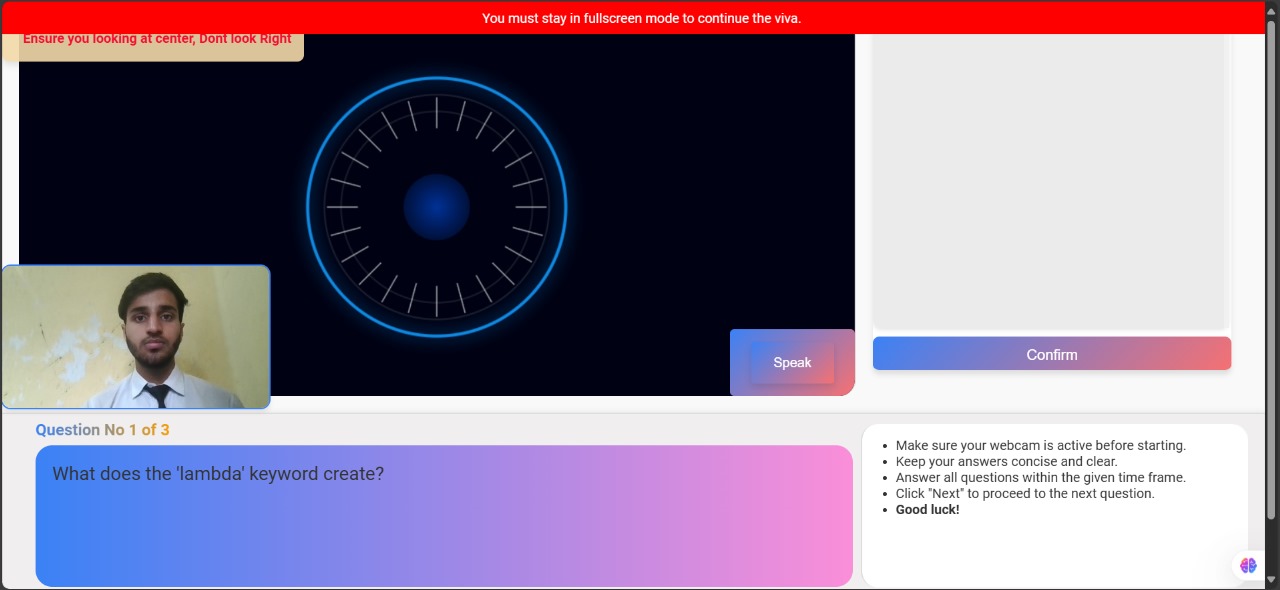 You must stay in fullscreen mode to continue the viva.
Ensure you looking at center, Dont look Right
Speak
Confirm
Question No 1 of 3
What does the 'lambda' keyword create?
Make sure your webcam is active before starting.
Keep your answers concise and clear.
Answer all questions within the given time frame.
Click "Next" to proceed to the next question.
Good luck!